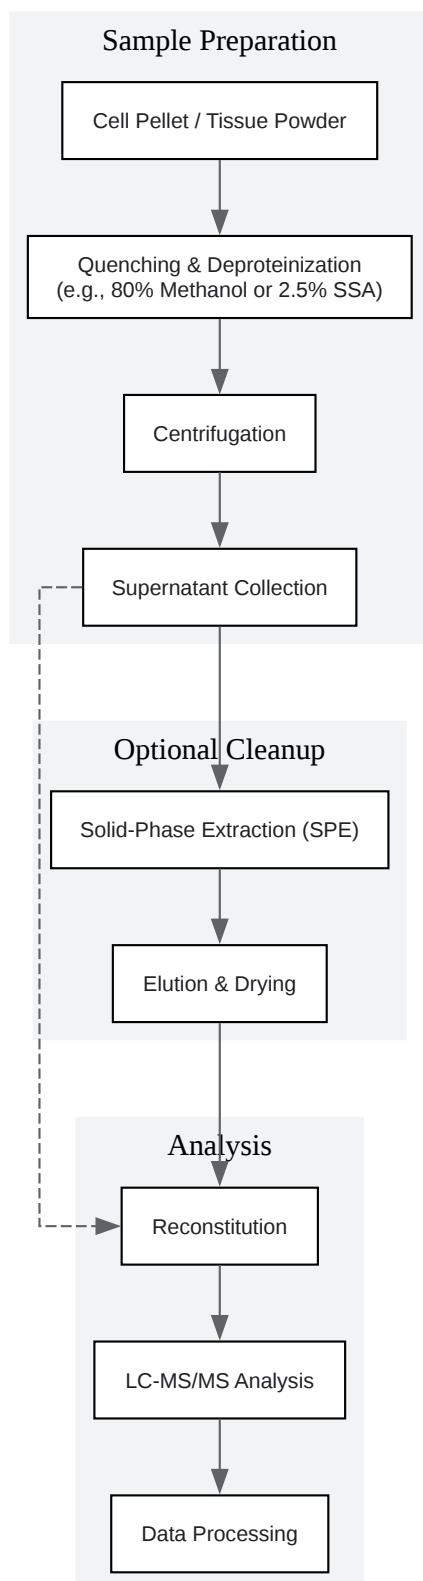 Sample Preparation
Cell Pellet / Tissue Powder
Quenching & Deproteinization
(e.g., 80% Methanol or 2.5% SSA)
Centrifugation
Supernatant Collection
Optional Cleanup
Solid-Phase Extraction (SPE)
Elution & Drying
Analysis
Reconstitution
LC-MS/MS Analysis
Data Processing